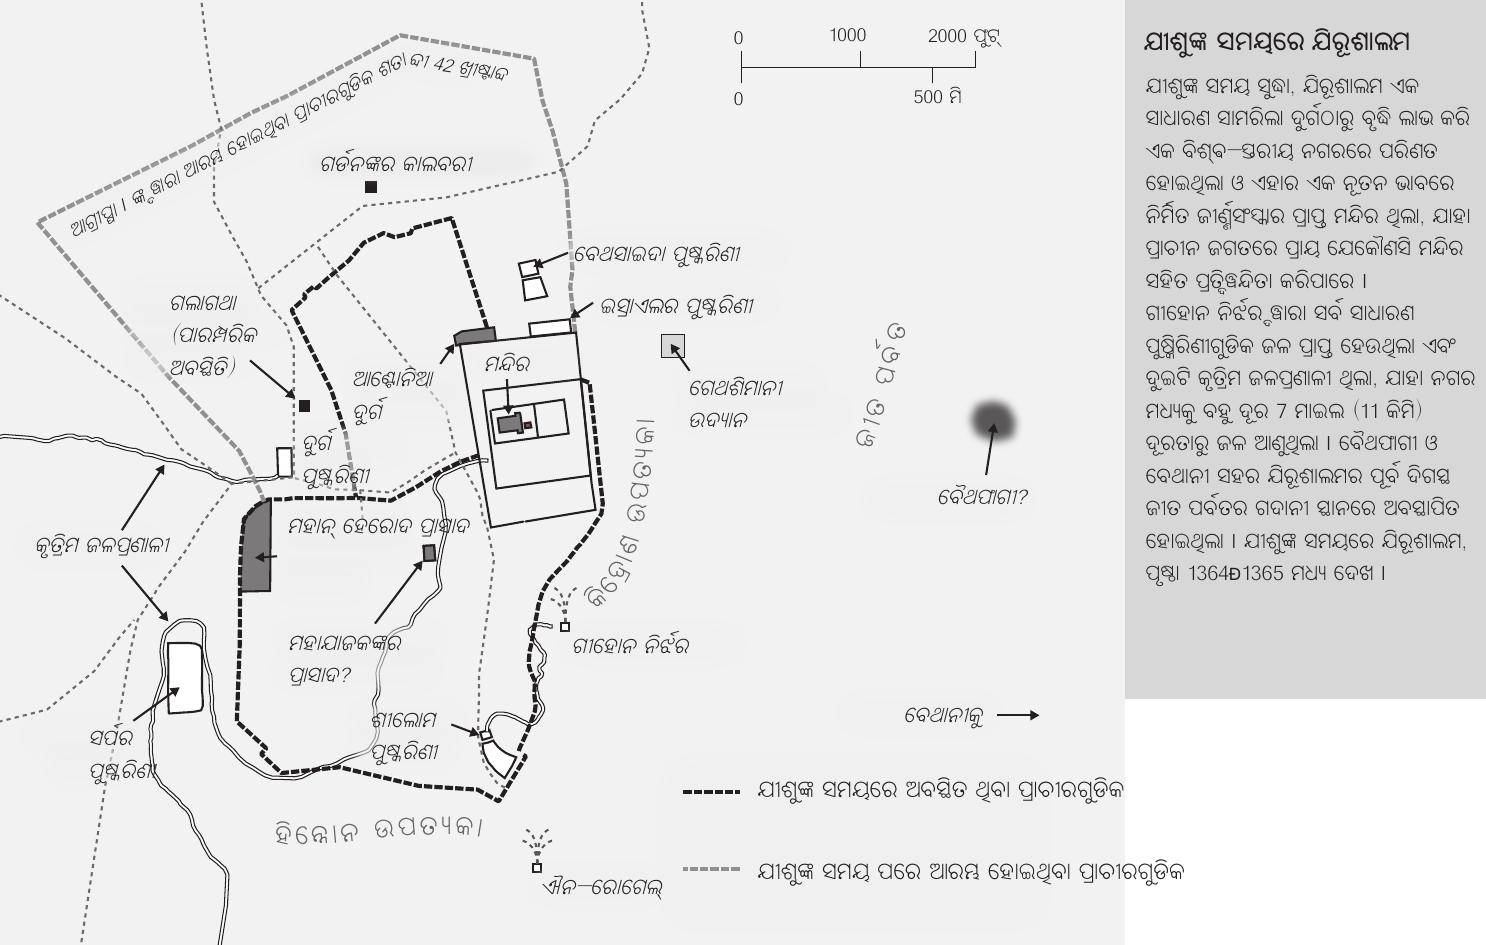 0 1000 2000 ଫୁଟ୍
0 500 ମି
ଆଗ୍ରୀପ୍ପା । ଙ୍କ ଦ୍ୱାରା ଆରମ୍ଭ ହୋଇଥିବା ପ୍ରାଚୀରଗୁଡିକ ଶତାବ୍ଦୀ 42 ଖ୍ରୀଷ୍ଟାବ୍ଦ
ଗର୍ଡନଙ୍କର କାଲବରୀ
ବେଥସାଇଦା ପୁଷ୍କରିଣୀ
ଇସ୍ରାଏଲର ପୁଷ୍କରିଣୀ
ଗଲଗଥା
(ପାରମ୍ପରିକ
ଅବସ୍ଥିତି)
ଆଣ୍ଟୋନିଆ
ଦୁର୍ଗ
ମନ୍ଦିର
ଗେଥଶିମାନୀ
ଉଦ୍ୟାନ
ଜୀତ ପର୍ବତ
ବୈଥଫାଗୀ?
ଦୁର୍ଗ
ପୁଷ୍କରିଣୀ
କିଦ୍ରୋଣ ଉପତ୍ୟକା
ମହାନ୍ ହେରୋଦ ପ୍ରାସାଦ
କୃତ୍ରିମ ଜଳପ୍ରଣାଳୀ
ମହାଯାଜକଙ୍କର
ପ୍ରାସାଦ?
ଗୀହୋନ ନିର୍ଝର
ସର୍ପର
ପୁଷ୍କରିଣୀ
ଶୀଲୋମ
ପୁଷ୍କରିଣୀ
ବେଥାନୀକୁ
ହିନ୍ନୋନ ଉପତ୍ୟକା
ଐନ–ରୋଗେଲ୍
ଯୀଶୁଙ୍କ ସମୟରେ ଅବସ୍ଥିତ ଥିବା ପ୍ରାଚୀରଗୁଡିକ
ଯୀଶୁଙ୍କ ସମୟ ପରେ ଆରମ୍ଭ ହୋଇଥିବା ପ୍ରାଚୀରଗୁଡିକ
ଯୀଶୁଙ୍କ ସମୟରେ ଯିରୂଶାଲମ
ଯୀଶୁଙ୍କ ସମୟ ସୁଦ୍ଧା, ଯିରୂଶାଲମ ଏକ
ସାଧାରଣ ସାମରିଲା ଦୁର୍ଗଠାରୁ ବୃଦ୍ଧି ଲାଭ କରି
ଏକ ବିଶ୍ଵ–ସ୍ତରୀୟ ନଗରରେ ପରିଣତ
ହୋଇଥିଲା ଓ ଏହାର ଏକ ନୂତନ ଭାବରେ
ନିର୍ମିତ ଜୀର୍ଣ୍ଣସଂସ୍କାର ପ୍ରାପ୍ତ ମନ୍ଦିର ଥିଲା, ଯାହା
ପ୍ରାଚୀନ ଜଗତରେ ପ୍ରାୟ ଯେକୌଣସି ମନ୍ଦିର
ସହିତ ପ୍ରତିଦ୍ୱନ୍ଦିତା କରିପାରେ ।
ଗୀହୋନ ନିର୍ଝର ଦ୍ୱାରା ସର୍ବ ସାଧାରଣ
ପୁଷ୍କିରିଣୀଗୁଡିକ ଜଳ ପ୍ରାପ୍ତ ହେଉଥିଲା ଏବଂ
ଦୁଇଟି କୃତ୍ରିମ ଜଳପ୍ରଣାଳୀ ଥିଲା, ଯାହା ନଗର
ମଧ୍ୟକୁ ବହୁ ଦୂର 7 ମାଇଲ (11 କିମି)
ଦୂରତାରୁ ଜଳ ଆଣୁଥିଲା । ବୈଥଫାଗୀ ଓ
ବେଥାନୀ ସହର ଯିରୂଶାଲମର ପୂର୍ବ ଦିଗସ୍ଥ
ଜୀତ ପର୍ବତର ଗଦାନୀ ସ୍ଥାନରେ ଅବସ୍ଥାପିତ
ହୋଇଥିଲା । ଯୀଶୁଙ୍କ ସମୟରେ ଯିରୂଶାଲମ,
ପୃଷ୍ଠା 1364Ð1365 ମଧ୍ୟ ଦେଖ ।